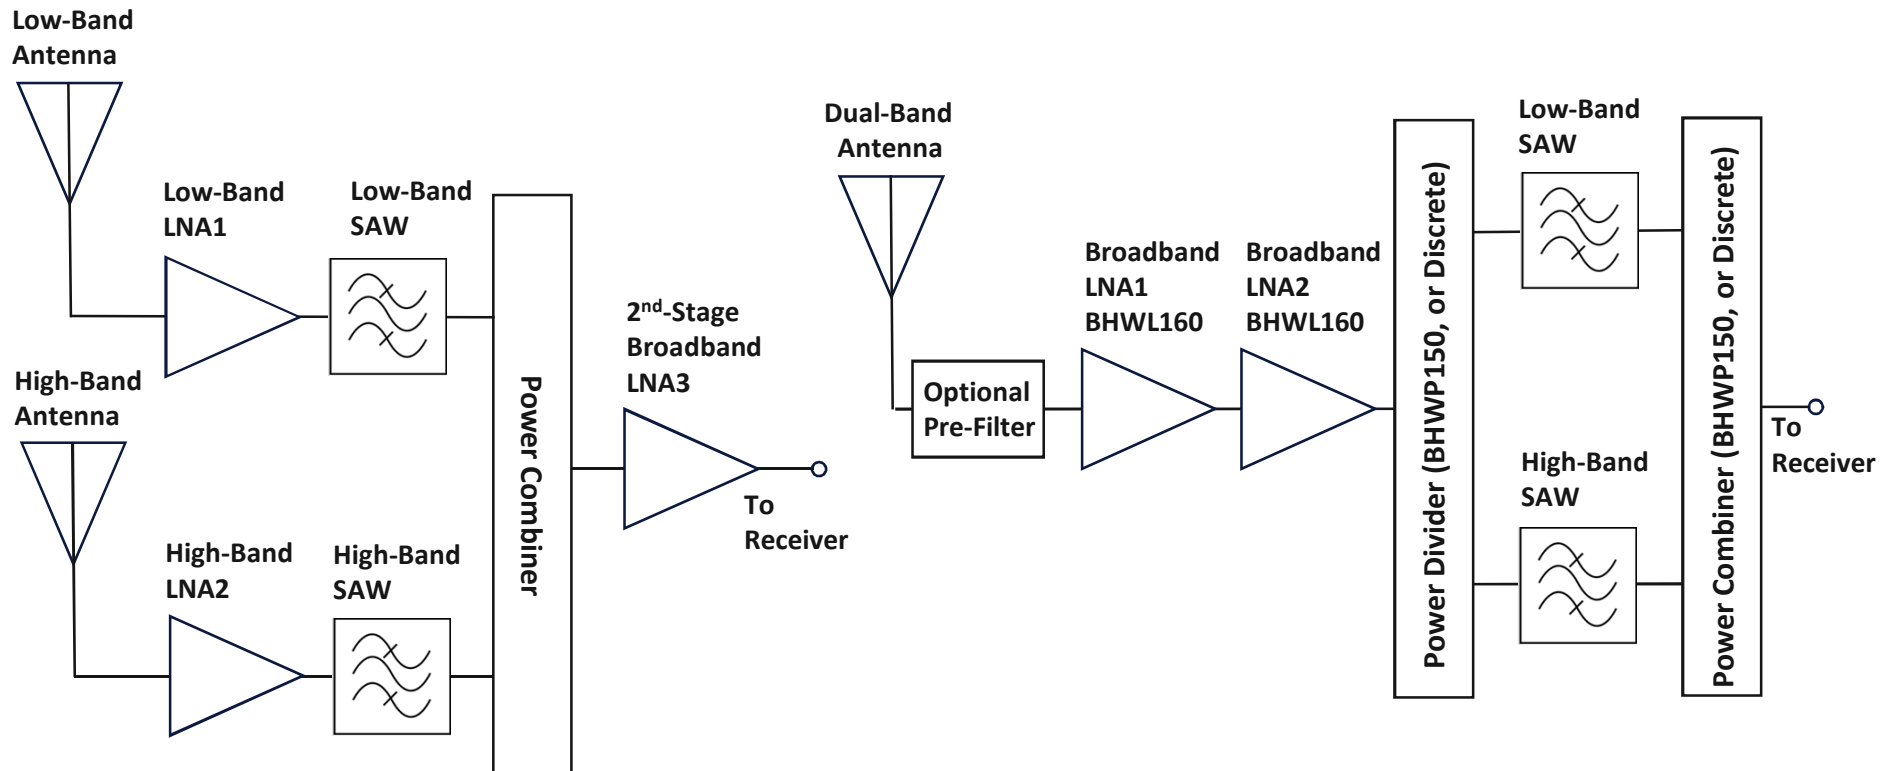 Low-Band
Antenna
Low-Band
LNA1
Low-Band
SAW
High-Band
Antenna
High-Band
LNA2
High-Band
SAW
Power Combiner
2nd-Stage
Broadband
LNA3
To
Receiver
Dual-Band
Antenna
Optional
Pre-Filter
Broadband
LNA1
BHWL160
Broadband
LNA2
BHWL160
Power Divider (BHWP150, or Discrete)
Low-Band
SAW
High-Band
SAW
Power Combiner (BHWP150, or Discrete)
To
Receiver